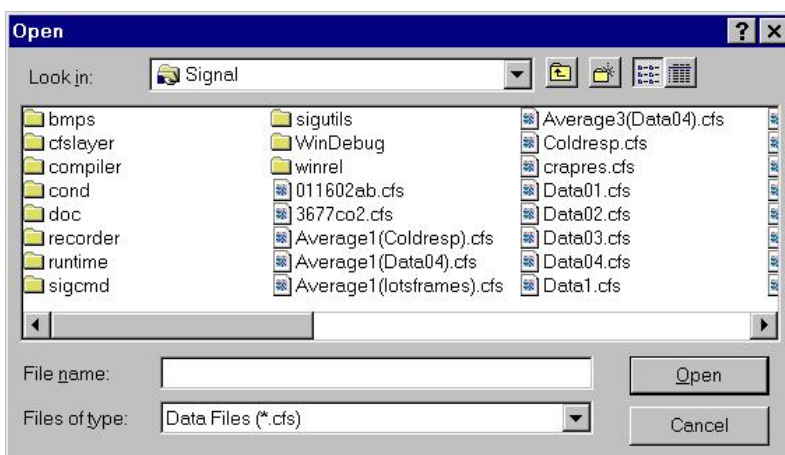 Open
Look in: Signal
bmps
cfslayer
compiler
cond
doc
recorder
runtime
sigcmd
sigutils
WinDebug
winrel
011602ab.cfs
3677co2.cfs
Average1(Coldresp).cfs
Average1(Data04).cfs
Average1(lotsframes).cfs
Average3(Data04).cfs
Coldresp.cfs
crapres.cfs
Data01.cfs
Data02.cfs
Data03.cfs
Data04.cfs
Data1.cfs
File name:
Open
Files of type: Data Files (*.cfs)
Cancel